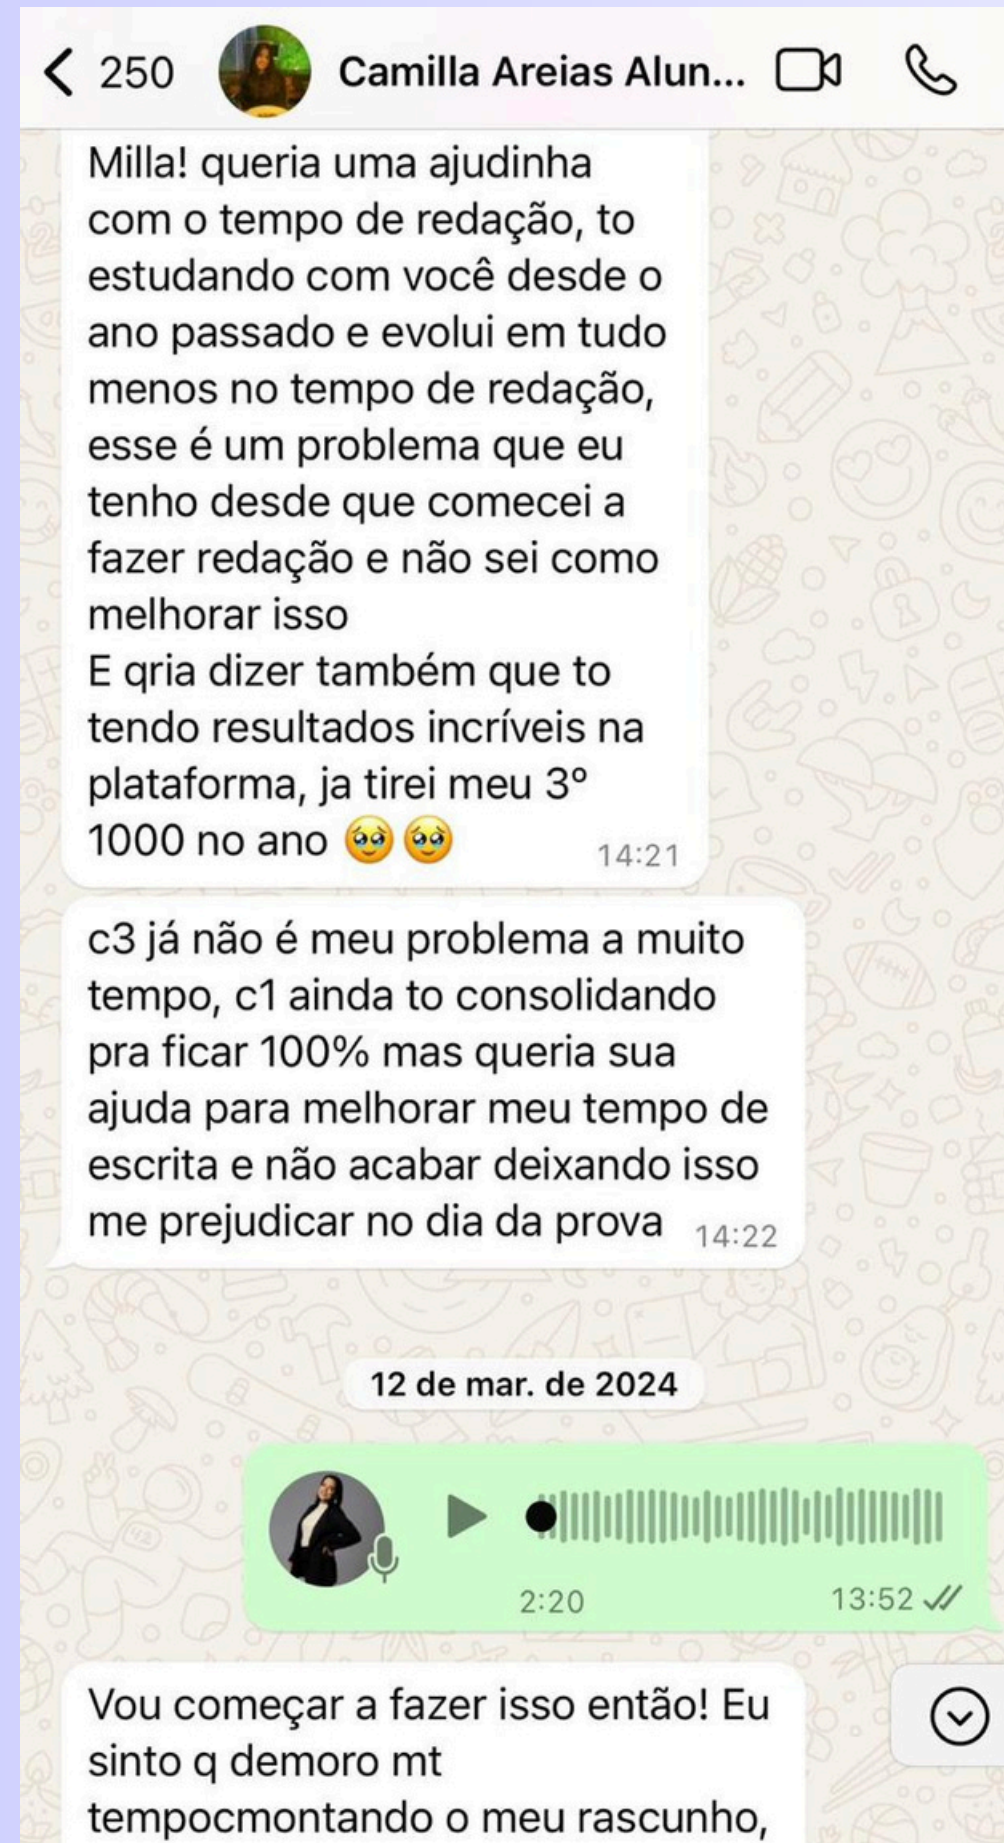 250
Camilla Areias Alun...
Milla! queria uma ajudinha
com o tempo de redação, to
estudando com você desde o
ano passado e evolui em tudo
menos no tempo de redação,
esse é um problema que eu
tenho desde que comecei a
fazer redação e não sei como
melhorar isso
E qria dizer também que to
tendo resultados incríveis na
plataforma, ja tirei meu 3º
1000 no ano 🥹🥹 14:21
c3 já não é meu problema a muito
tempo, c1 ainda to consolidando
pra ficar 100% mas queria sua
ajuda para melhorar meu tempo de
escrita e não acabar deixando isso
me prejudicar no dia da prova 14:22
12 de mar. de 2024
2:20 13:52
Vou começar a fazer isso então! Eu
sinto q demoro mt
tempocmontando o meu rascunho,